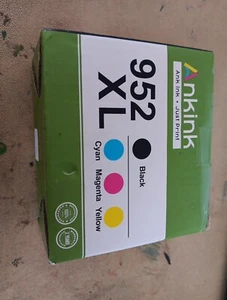 Ankink
Ank Ink • Just Print
952
XL
Black
Cyan Magenta Yellow